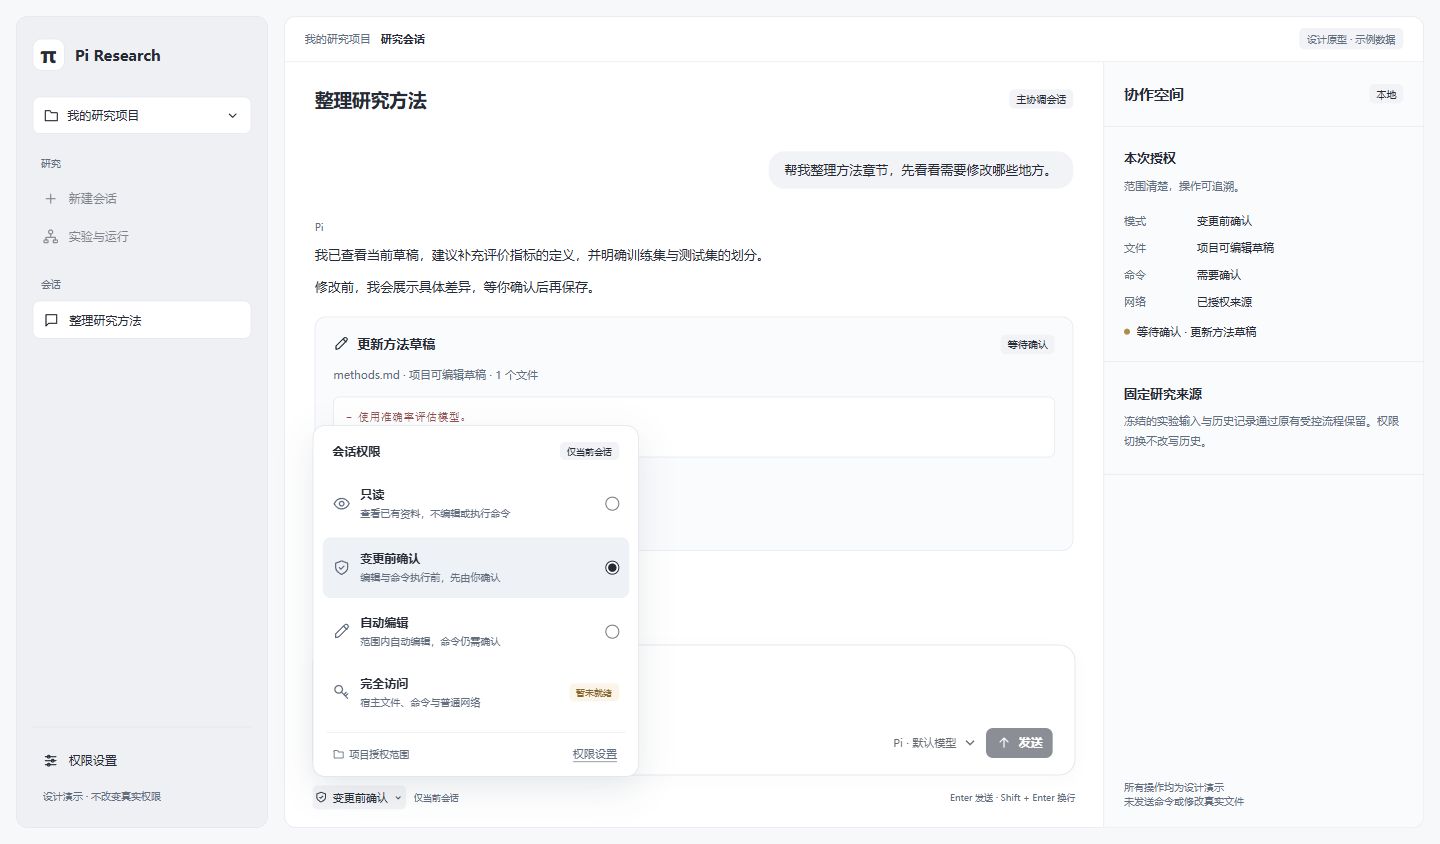 π Pi Research
我的研究项目
研究
新建会话
实验与运行
会话
整理研究方法
权限设置
设计演示 · 不改变真实权限
我的研究项目 研究会话
设计原型 · 示例数据
整理研究方法
主协调会话
帮我整理方法章节，先看看需要修改哪些地方。
Pi
我已查看当前草稿，建议补充评价指标的定义，并明确训练集与测试集的划分。
修改前，我会展示具体差异，等你确认后再保存。
更新方法草稿
等待确认
methods.md · 项目可编辑草稿 · 1 个文件
- 使用准确率评估模型。
会话权限
仅当前会话
只读
查看已有资料，不编辑或执行命令
变更前确认
编辑与命令执行前，先由你确认
自动编辑
范围内自动编辑，命令仍需确认
完全访问
宿主文件、命令与普通网络
暂未就绪
项目授权范围
权限设置
Pi · 默认模型
发送
变更前确认
仅当前会话
Enter 发送 · Shift + Enter 换行
协作空间
本地
本次授权
范围清楚，操作可追溯。
模式 变更前确认
文件 项目可编辑草稿
命令 需要确认
网络 已授权来源
等待确认 · 更新方法草稿
固定研究来源
冻结的实验输入与历史记录通过原有受控流程保留。权限
切换不改写历史。
所有操作均为设计演示
未发送命令或修改真实文件